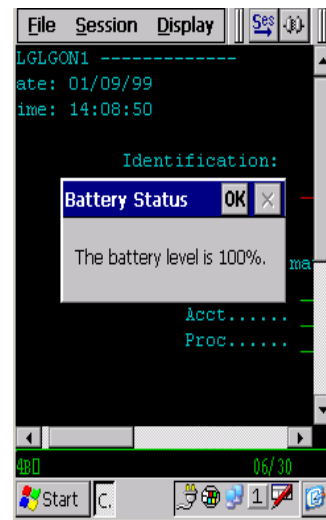 File Session Display Ses
LGLGON1 -------------
ate: 01/09/99
ime: 14:08:50
Identification:
Battery Status OK
The battery level is 100%.
ma
Acct......
Proc......
4B 06/30
Start C. 1